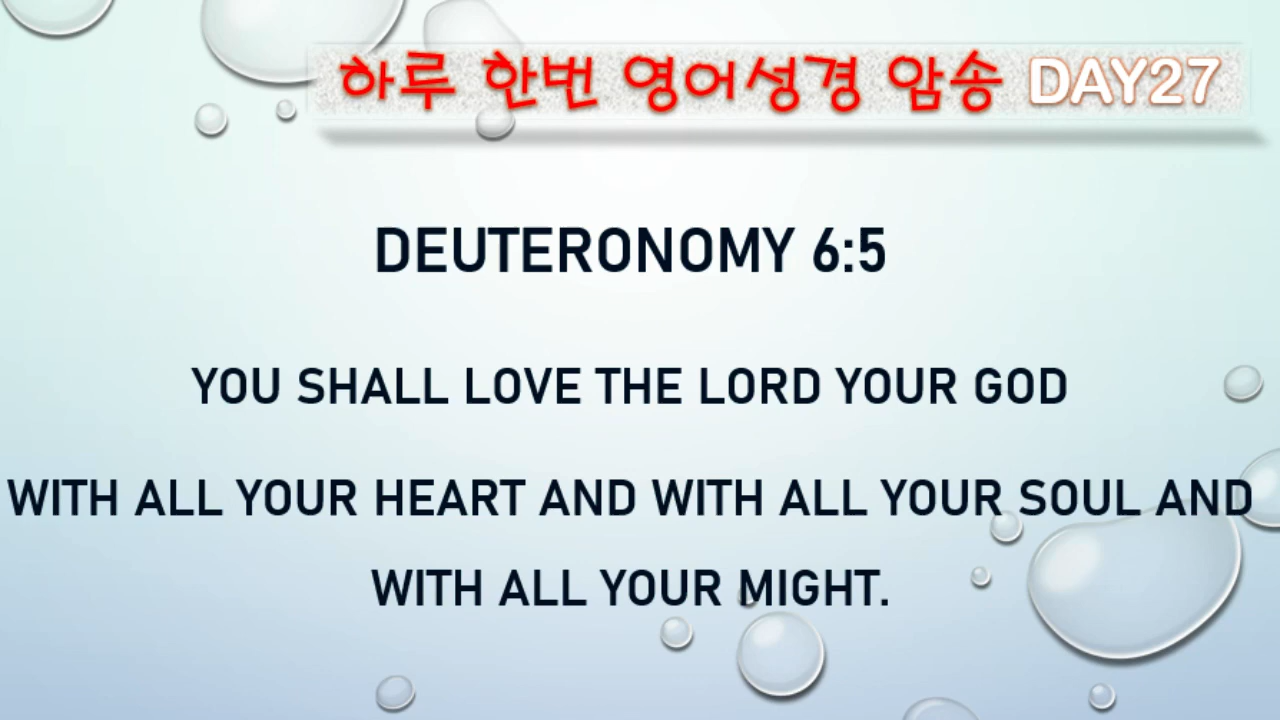 하루 한번 영어성경 암송 DAY27
DEUTERONOMY 6:5
YOU SHALL LOVE THE LORD YOUR GOD
WITH ALL YOUR HEART AND WITH ALL YOUR SOUL AND
WITH ALL YOUR MIGHT.